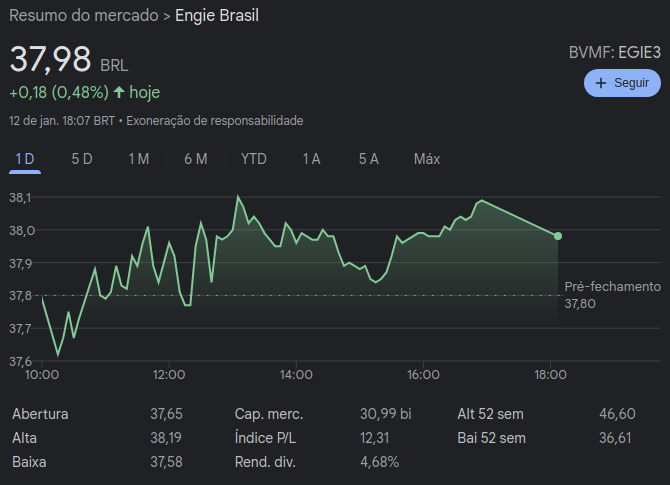 Resumo do mercado > Engie Brasil
37,98 BRL
BVMF: EGIE3
+0,18 (0,48%) ↑ hoje
+ Seguir
12 de jan. 18:07 BRT • Exoneração de responsabilidade
1 D 5 D 1 M 6 M YTD 1 A 5 A Máx
38,1
38,0
37,9
37,8
37,7
37,6
Pré-fechamento
37,80
10:00 12:00 14:00 16:00 18:00
Abertura 37,65 Cap. merc. 30,99 bi Alt 52 sem 46,60
Alta 38,19 Índice P/L 12,31 Bai 52 sem 36,61
Baixa 37,58 Rend. div. 4,68%